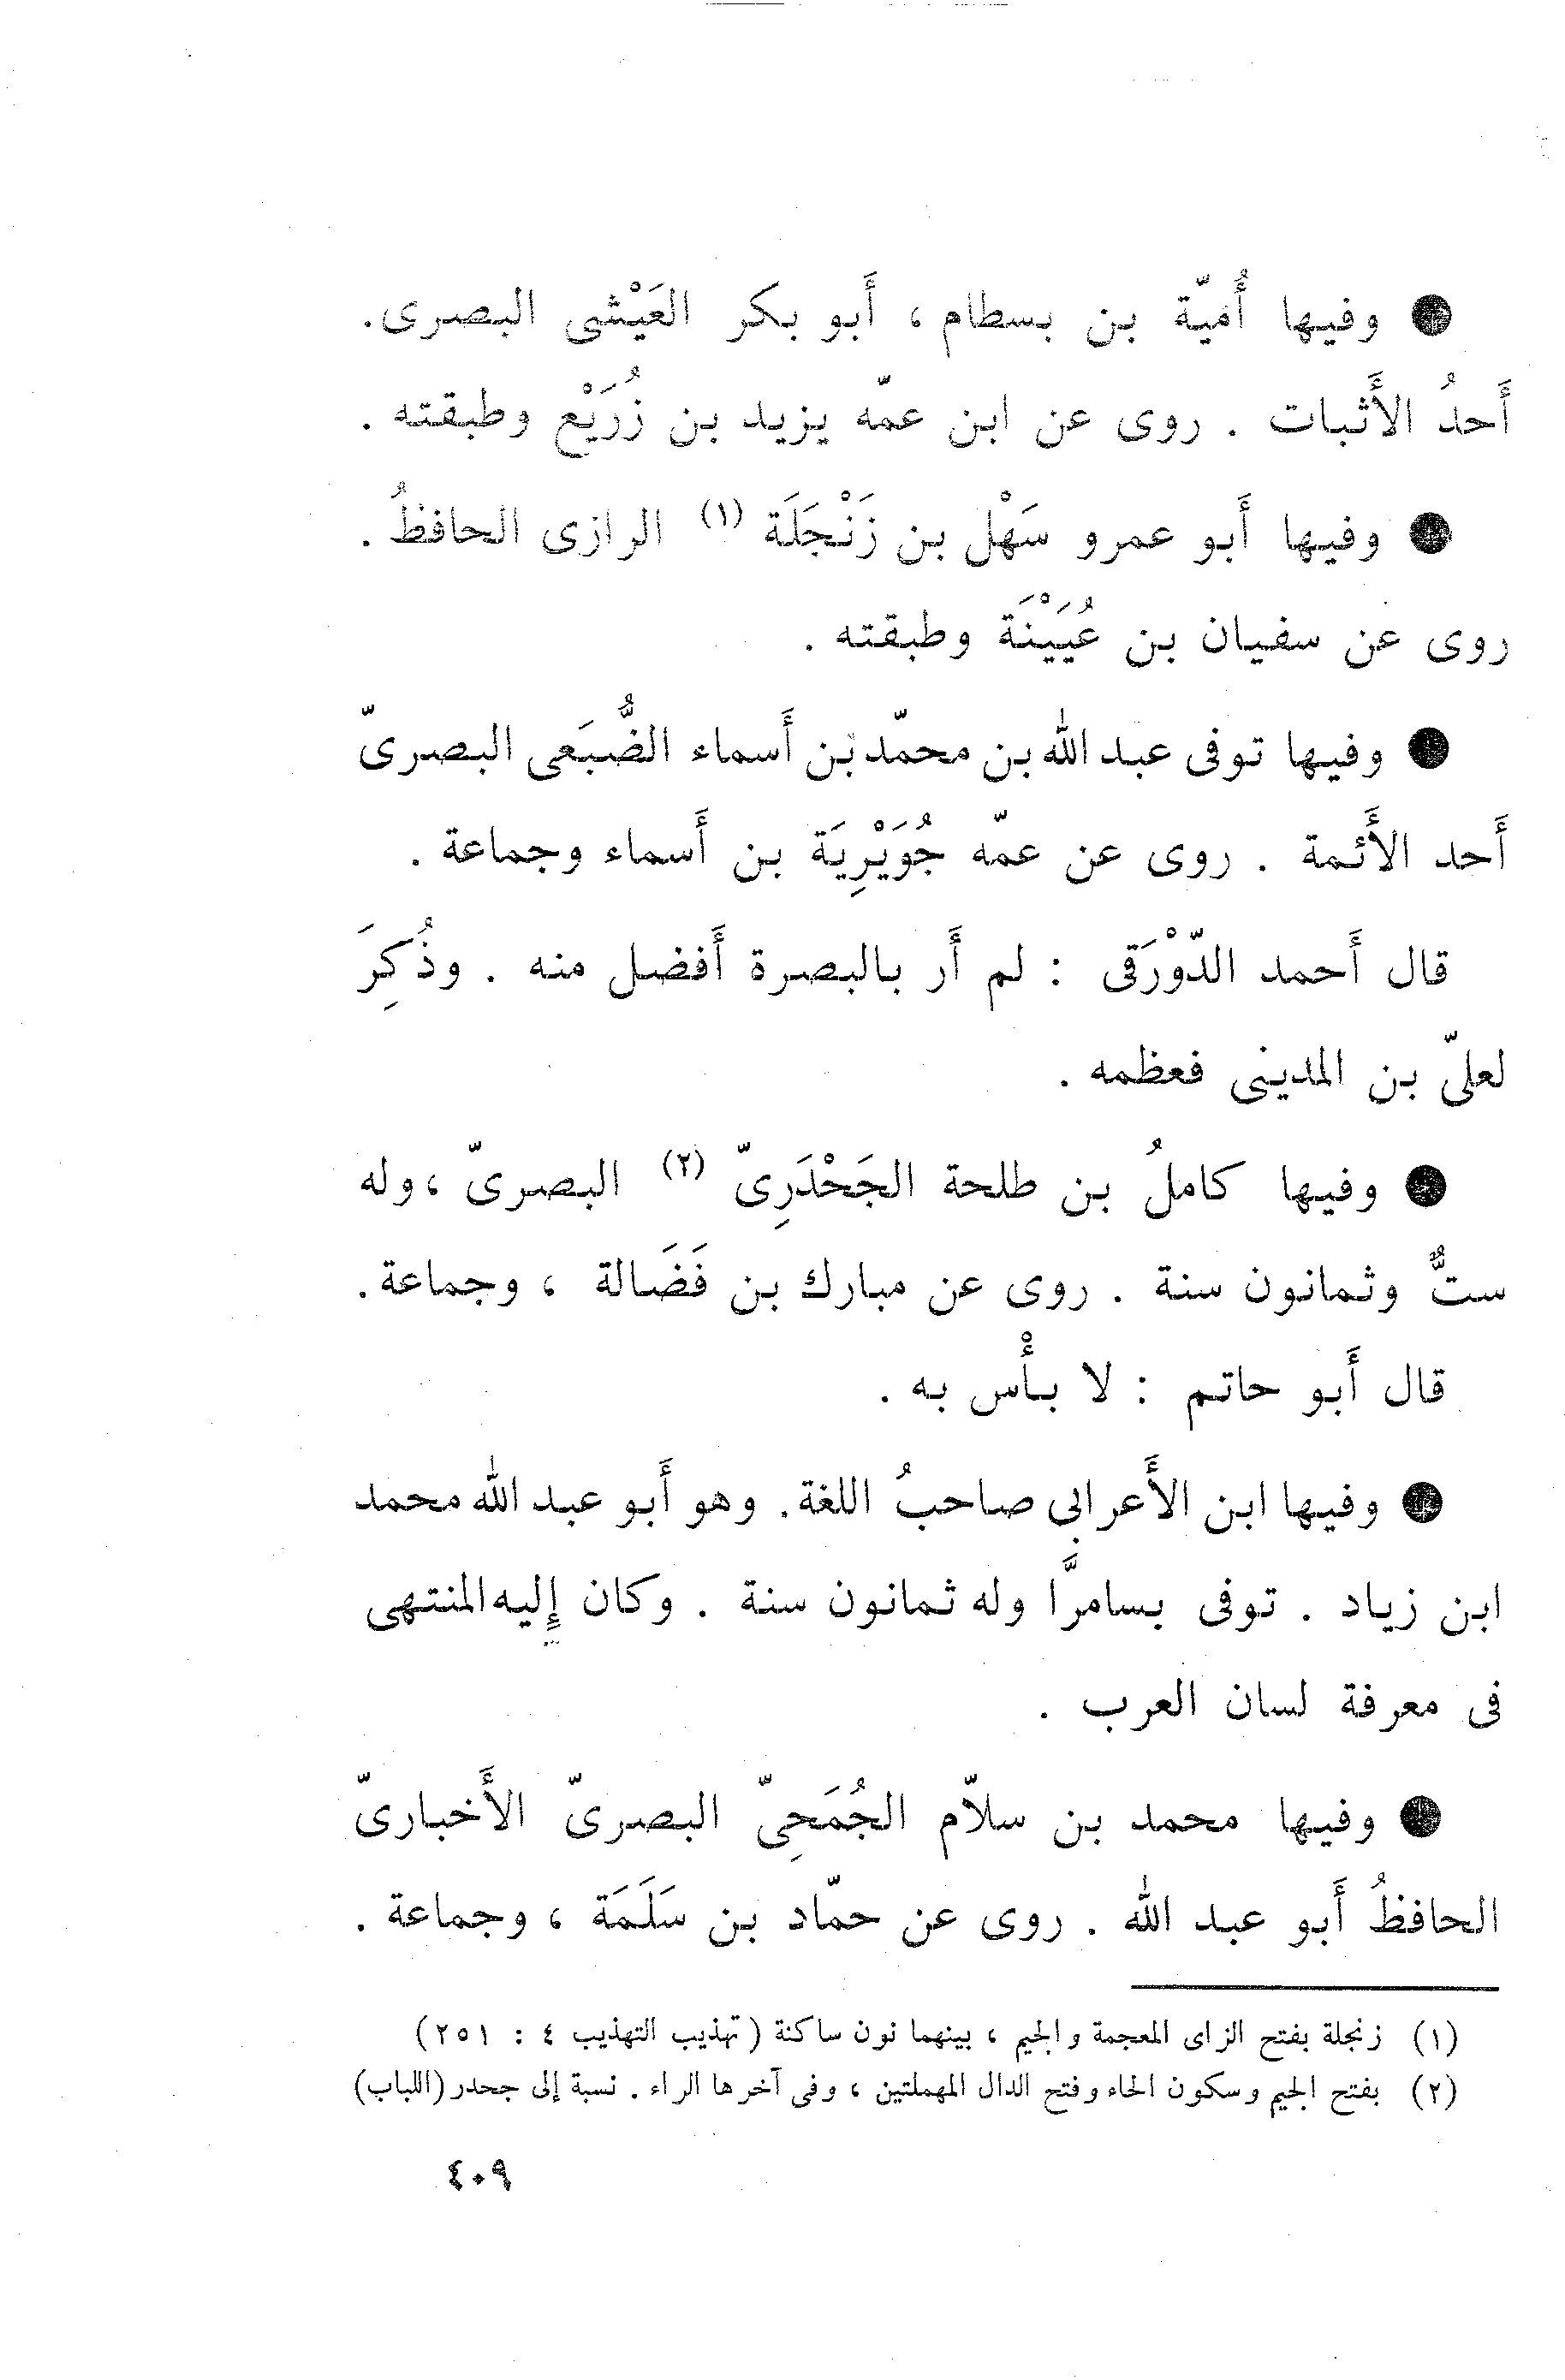 ● وفيها أُميّة بن بسطام ، أَبو بكر العَيْشى البصرى.
أَحدُ الأَثبات . روى عن ابن عمّه يزيد بن زُرَيْع وطبقته .
● وفيها أَبو عمرو سَهْل بن زَنْجَلَة (١) الرازى الحافظُ .
روى عن سفيان بن عُيَيْنَة وطبقته .
● وفيها توفى عبد الله بن محمّد بن أَسماء الضُّبَعى البصرىّ
أَحد الأَئمة . روى عن عمّه جُوَيْرِيَة بن أَسماء وجماعة .
قال أَحمد الدّوْرَقى : لم أَر بالبصرة أَفضل منه . وذُكِرَ
لعلىّ بن المدينى فعظمه .
● وفيها كاملُ بن طلحة الجَحْدَرِىّ (٢) البصرىّ ، وله
ستٌّ وثمانون سنة . روى عن مبارك بن فَضَالة ، وجماعة .
قال أَبو حاتم : لا بأْس به .
● وفيها ابن الأَعرابى صاحبُ اللغة. وهو أَبو عبد الله محمد
ابن زياد . توفى بسامرَّا وله ثمانون سنة . وكان إِليه المنتهى
فى معرفة لسان العرب .
● وفيها محمد بن سلاّم الجُمَحِىّ البصرىّ الأَخبارىّ
الحافظُ أَبو عبد الله . روى عن حمّاد بن سَلَمَة ، وجماعة .
(١) زنجلة بفتح الزاى المعجمة والجيم ، بينهما نون ساكنة (تهذيب التهذيب ٤ : ٢٥١)
(٢) بفتح الجيم وسكون الحاء وفتح الدال المهملتين ، وفى آخرها الراء . نسبة إلى جحدر (اللباب)
٤٠٩